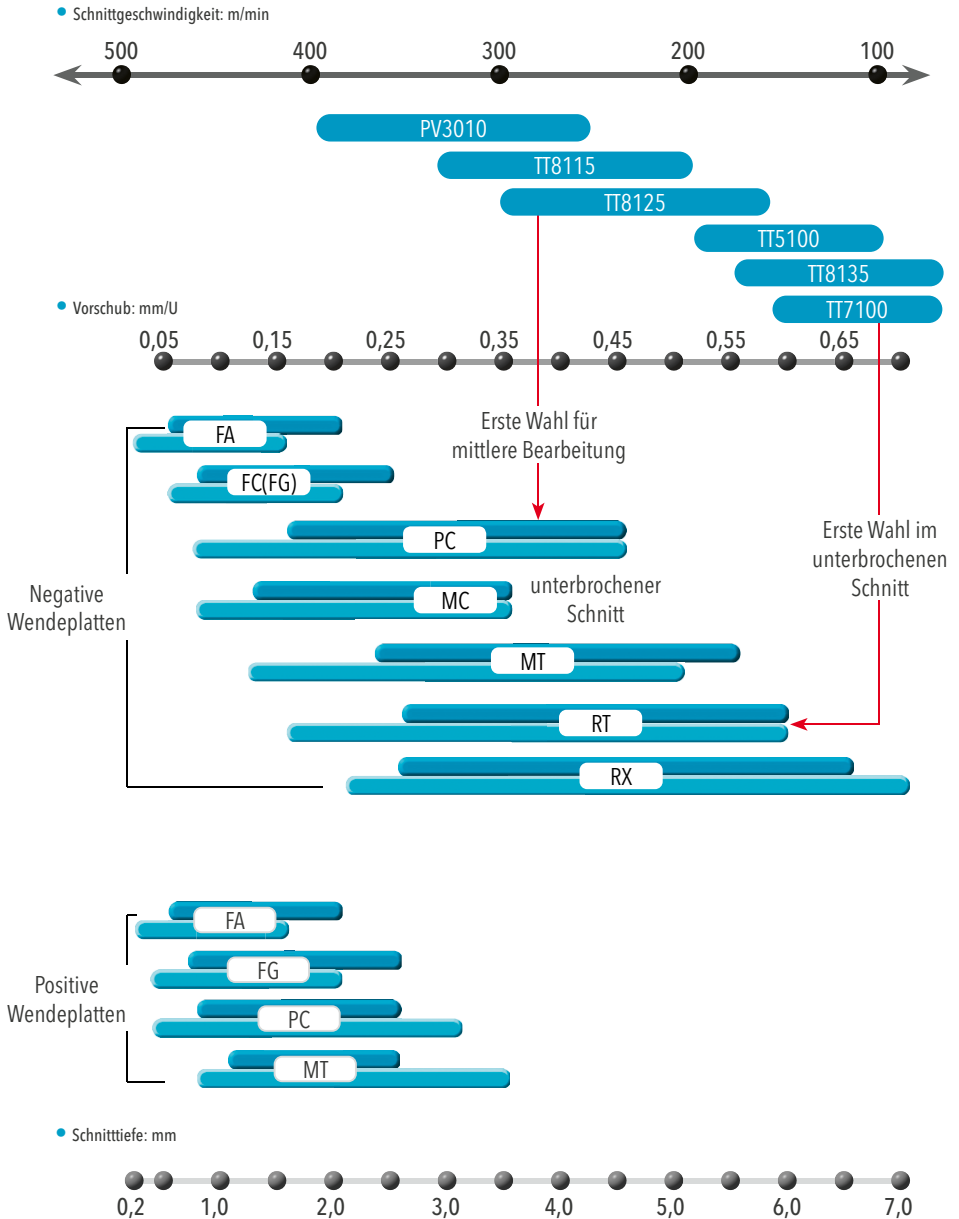 Schnittgeschwindigkeit: m/min
500 400 300 200 100
PV3010
TT8115
TT8125
TT5100
TT8135
TT7100
Vorschub: mm/U
0,05 0,15 0,25 0,35 0,45 0,55 0,65
Erste Wahl für
mittlere Bearbeitung
Erste Wahl im
unterbrochenen
Schnitt
Negative
Wendeplatten
FA
FC(FG)
PC
MC
unterbrochener
Schnitt
MT
RT
RX
Positive
Wendeplatten
FA
FG
PC
MT
Schnitttiefe: mm
0,2 1,0 2,0 3,0 4,0 5,0 6,0 7,0